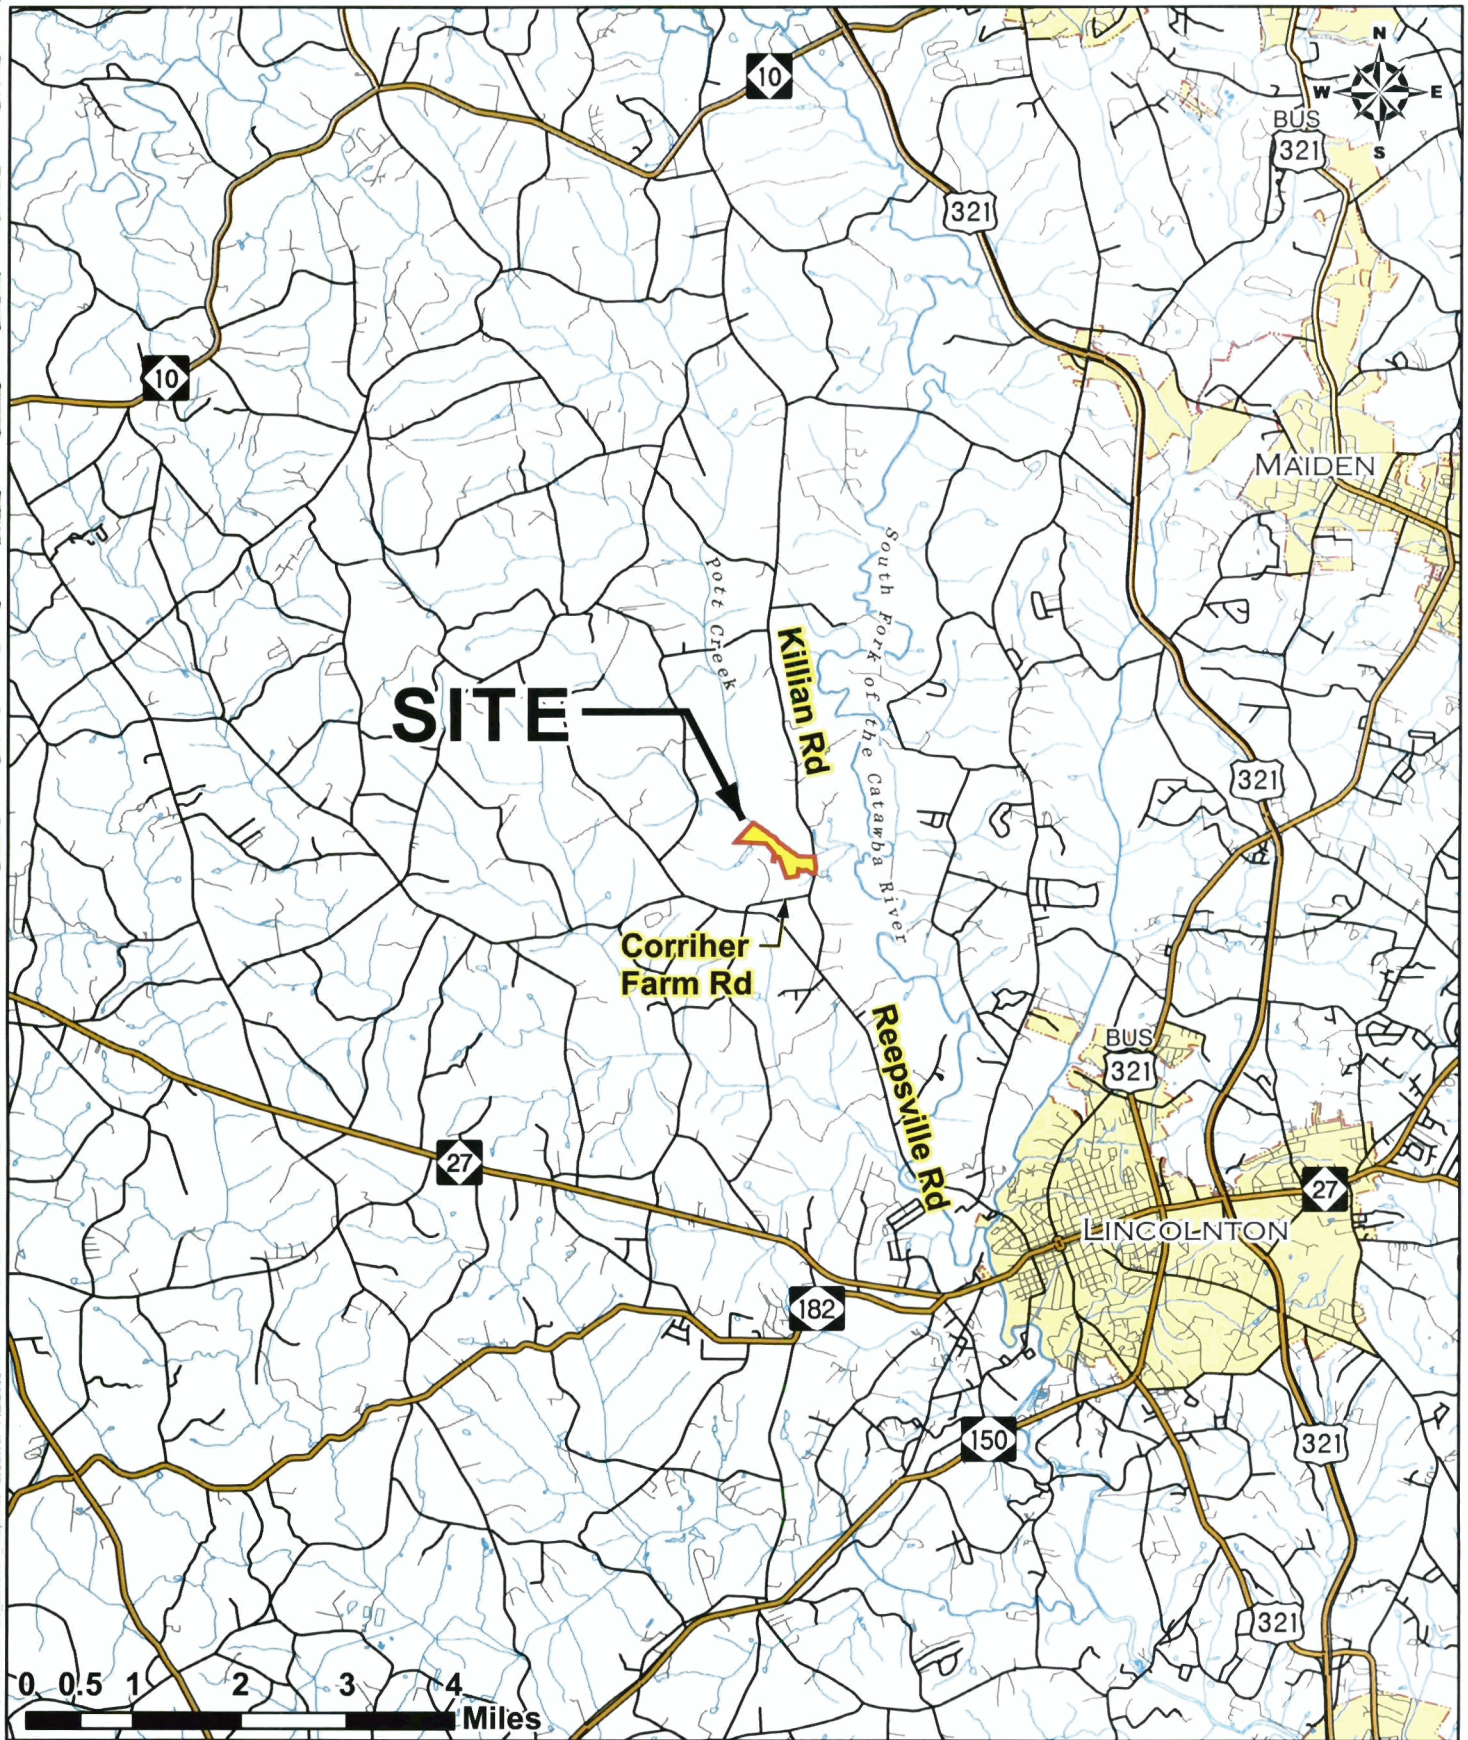 N
10
W E
BUS
321
S
321
10
MAIDEN
Pott Creek
South Fork of the Catawba River
Killian Rd
SITE
321
Corriher
Farm Rd
Reepsville Rd
BUS
321
27
27
LINCOLNTON
182
150
321
321
0 0.5 1 2 3 4
Miles